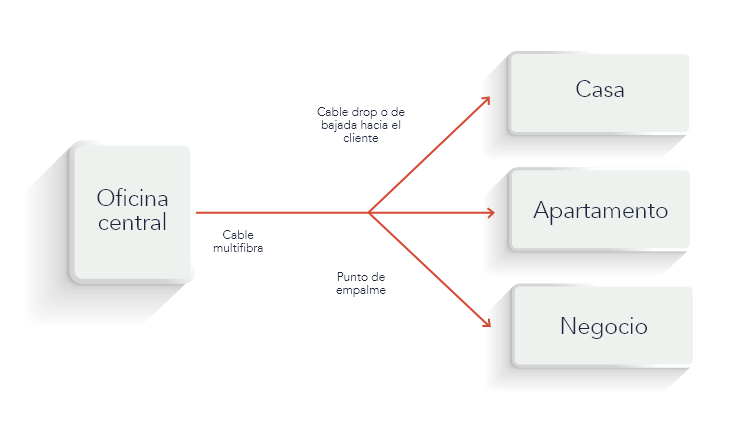 Oficina
central
Cable
multifibra
Cable drop o de
bajada hacia el
cliente
Punto de
empalme
Casa
Apartamento
Negocio